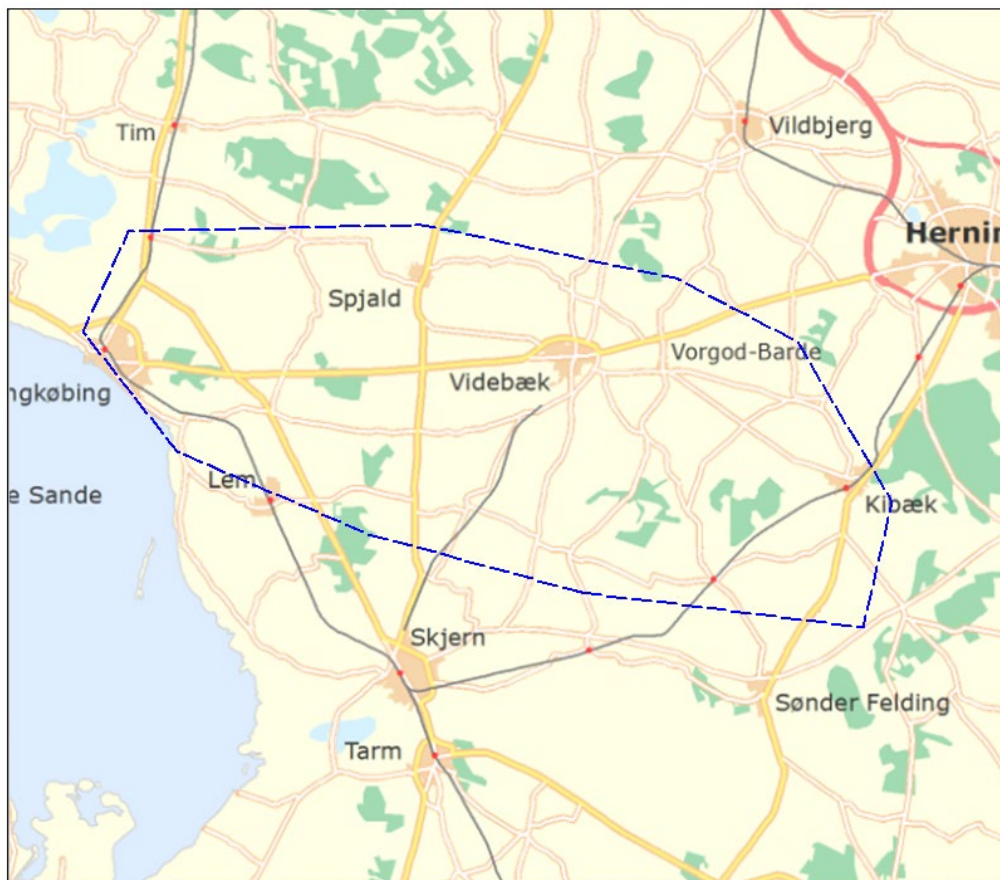 Tim
Vildbjerg
Hernin
Spjald
Vorgod-Barde
Videbæk
ngkøbing
Lem
e Sande
Kibæk
Skjern
Sønder Felding
Tarm